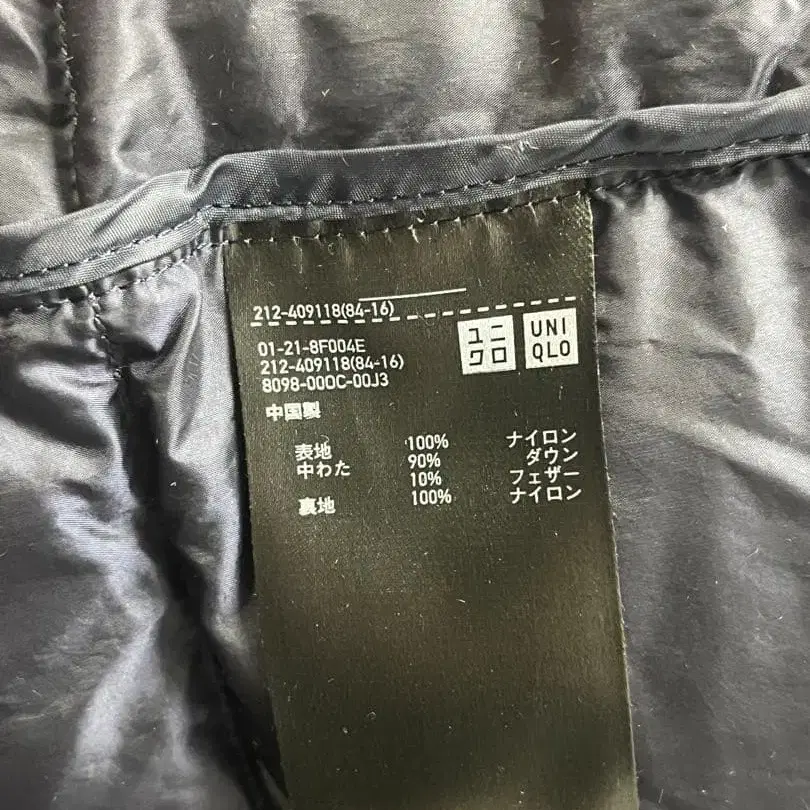 212-409118(84-16)
ユニ
クロ
UNI
QLO
01-21-8F004E
212-409118(84-16)
8098-000C-00J3
中国製
表地 100% ナイロン
中わた 90% ダウン
10% フェザー
裏地 100% ナイロン